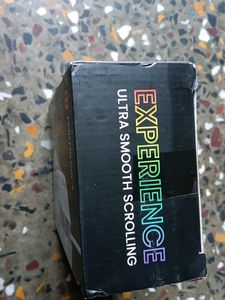 EXPERIENCE
ULTRA SMOOTH SCROLLING